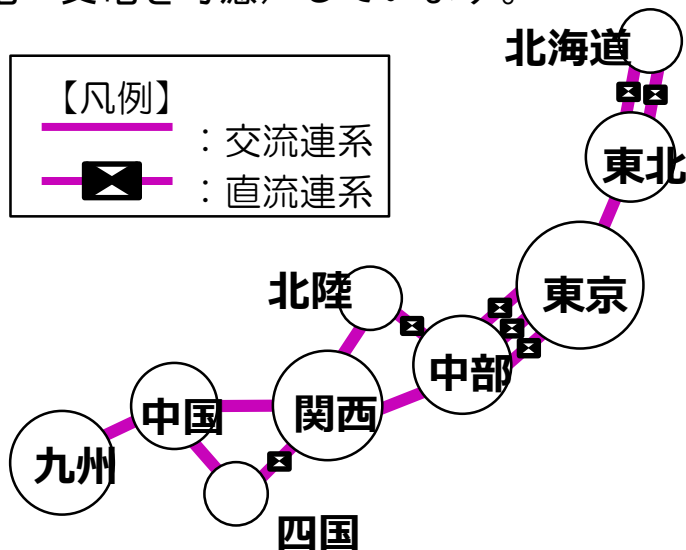 【凡例】
：交流連系
：直流連系
北海道
東北
東京
北陸
中部
関西
中国
九州
四国